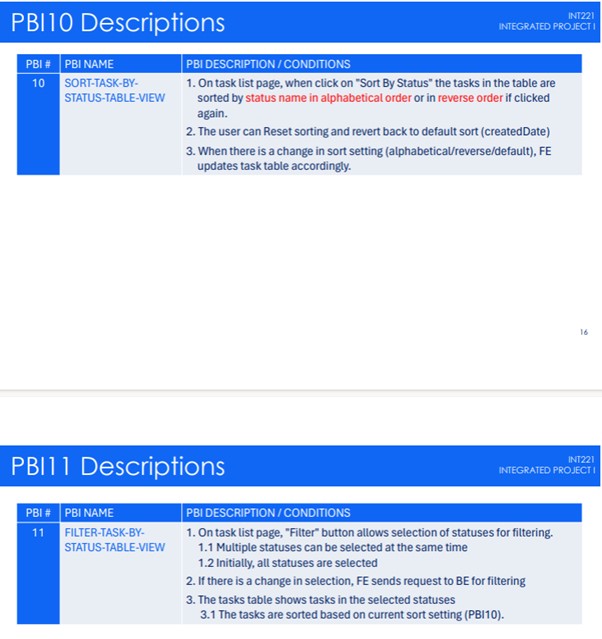 PBI10 Descriptions
INT221
INTEGRATED PROJECT I
PBI # PBI NAME PBI DESCRIPTION / CONDITIONS
10 SORT-TASK-BY-STATUS-TABLE-VIEW
1. On task list page, when click on "Sort By Status" the tasks in the table are
sorted by status name in alphabetical order or in reverse order if clicked
again.
2. The user can Reset sorting and revert back to default sort (createdDate)
3. When there is a change in sort setting (alphabetical/reverse/default), FE
updates task table accordingly.
16
PBI11 Descriptions
INT221
INTEGRATED PROJECT I
PBI # PBI NAME PBI DESCRIPTION / CONDITIONS
11 FILTER-TASK-BY-
STATUS-TABLE-VIEW
1. On task list page, "Filter" button allows selection of statuses for filtering.
1.1 Multiple statuses can be selected at the same time
1.2 Initially, all statuses are selected
2. If there is a change in selection, FE sends request to BE for filtering
3. The tasks table shows tasks in the selected statuses
3.1 The tasks are sorted based on current sort setting (PBI10).